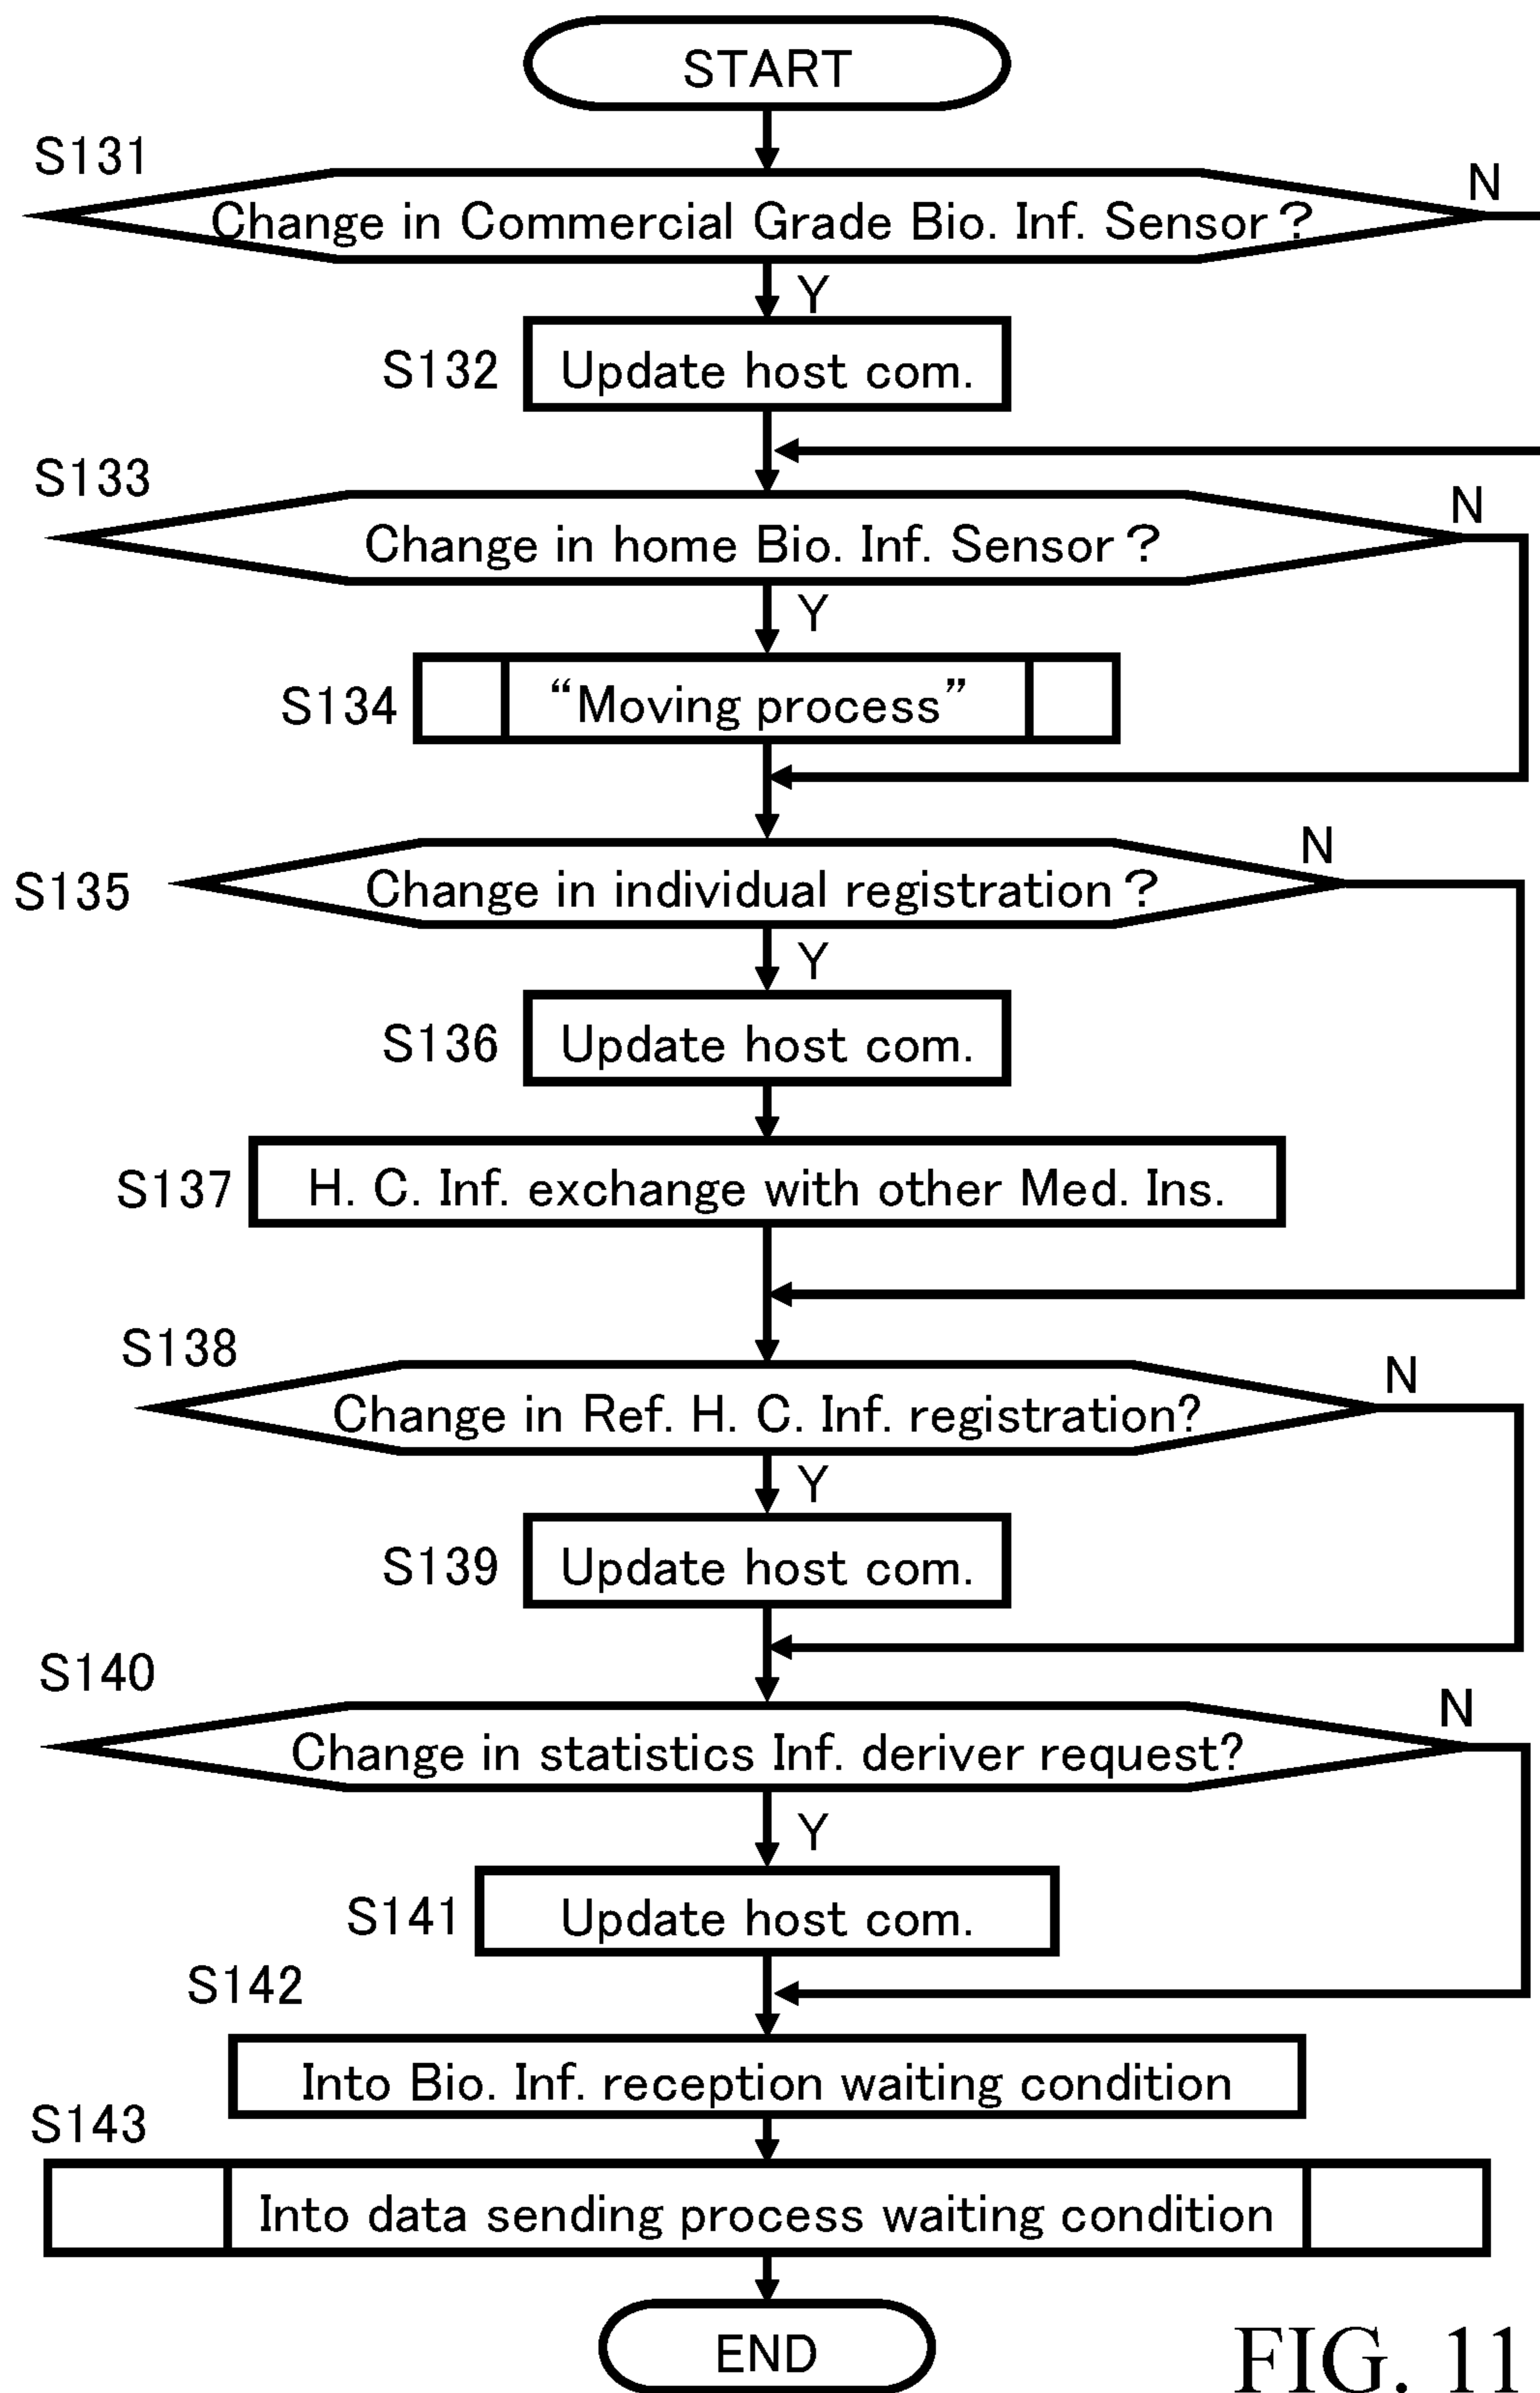 START
S131
N
Change in Commercial Grade Bio. Inf. Sensor?
Y
S132
Update host com.
S133
N
Change in home Bio. Inf. Sensor?
Y
S134
“Moving process”
N
S135
Change in individual registration?
Y
S136
Update host com.
S137
H. C. Inf. exchange with other Med. Ins.
S138
N
Change in Ref. H. C. Inf. registration?
Y
S139
Update host com.
S140
N
Change in statistics Inf. deriver request?
Y
S141
Update host com.
S142
Into Bio. Inf. reception waiting condition
S143
Into data sending process waiting condition
END
FIG. 11